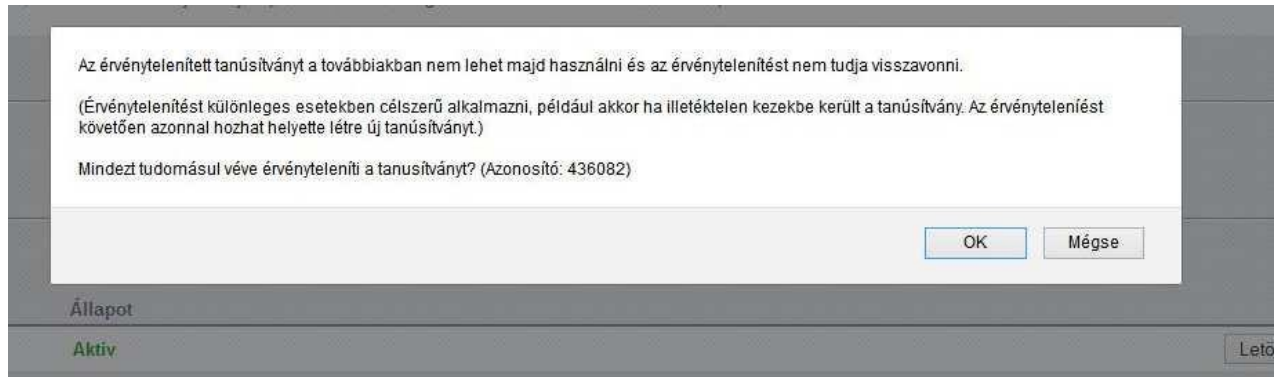 Az érvénytelenített tanúsítványt a továbbiakban nem lehet majd használni és az érvénytelenítést nem tudja visszavonni.
(Érvénytelenítést különleges esetekben célszerű alkalmazni, például akkor ha illetéktelen kezekbe került a tanúsítvány. Az érvényteleníést
követően azonnal hozhat helyette létre új tanúsítványt.)
Mindezt tudomásul véve érvényteleníti a tanusítványt? (Azonosító: 436082)
OK Mégse
Állapot
Aktív